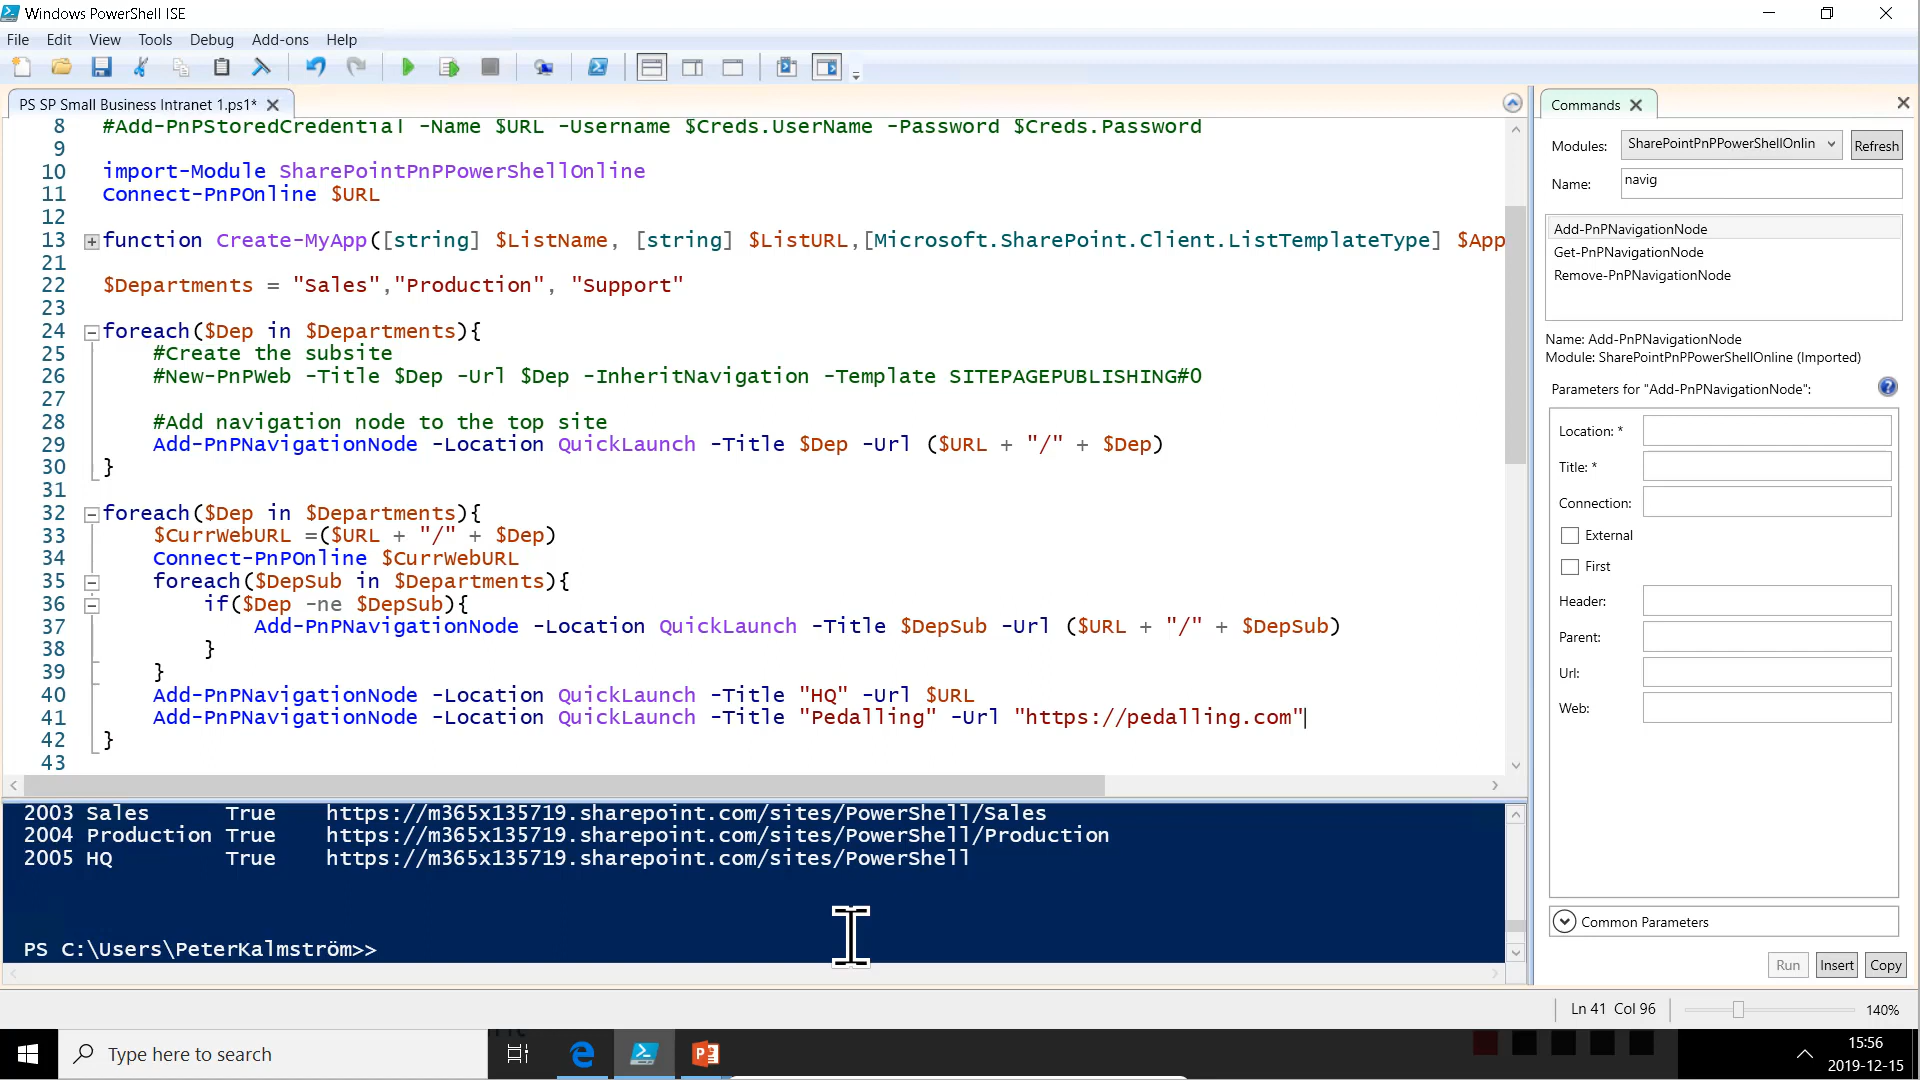 Windows PowerShell ISE
File Edit View Tools Debug Add-ons Help
PS SP Small Business Intranet 1.ps1*
8 #Add-PnPStoredCredential -Name $URL -Username $Creds.UserName -Password $Creds.Password
9
10 import-Module SharePointPnPPowerShellOnline
11 Connect-PnPOnline $URL
12
13 function Create-MyApp([string] $ListName, [string] $ListURL,[Microsoft.SharePoint.Client.ListTemplateType] $App
21
22 $Departments = "Sales","Production", "Support"
23
24 foreach($Dep in $Departments){
25 #Create the subsite
26 #New-PnPWeb -Title $Dep -Url $Dep -InheritNavigation -Template SITEPAGEPUBLISHING#0
27
28 #Add navigation node to the top site
29 Add-PnPNavigationNode -Location QuickLaunch -Title $Dep -Url ($URL + "/" + $Dep)
30 }
31
32 foreach($Dep in $Departments){
33 $CurrWebURL =($URL + "/" + $Dep)
34 Connect-PnPOnline $CurrWebURL
35 foreach($DepSub in $Departments){
36 if($Dep -ne $DepSub){
37 Add-PnPNavigationNode -Location QuickLaunch -Title $DepSub -Url ($URL + "/" + $DepSub)
38 }
39 }
40 Add-PnPNavigationNode -Location QuickLaunch -Title "HQ" -Url $URL
41 Add-PnPNavigationNode -Location QuickLaunch -Title "Pedalling" -Url "https://pedalling.com"
42 }
43
2003 Sales True https://m365x135719.sharepoint.com/sites/PowerShell/Sales
2004 Production True https://m365x135719.sharepoint.com/sites/PowerShell/Production
2005 HQ True https://m365x135719.sharepoint.com/sites/PowerShell
PS C:\Users\PeterKalmström>>
Commands
Modules: SharePointPnPPowerShellOnlin Refresh
Name: navig
Add-PnPNavigationNode
Get-PnPNavigationNode
Remove-PnPNavigationNode
Name: Add-PnPNavigationNode
Module: SharePointPnPPowerShellOnline (Imported)
Parameters for "Add-PnPNavigationNode":
Location: *
Title: *
Connection:
External
First
Header:
Parent:
Url:
Web:
Common Parameters
Run Insert Copy
Ln 41 Col 96 140%
Type here to search
15:56
2019-12-15